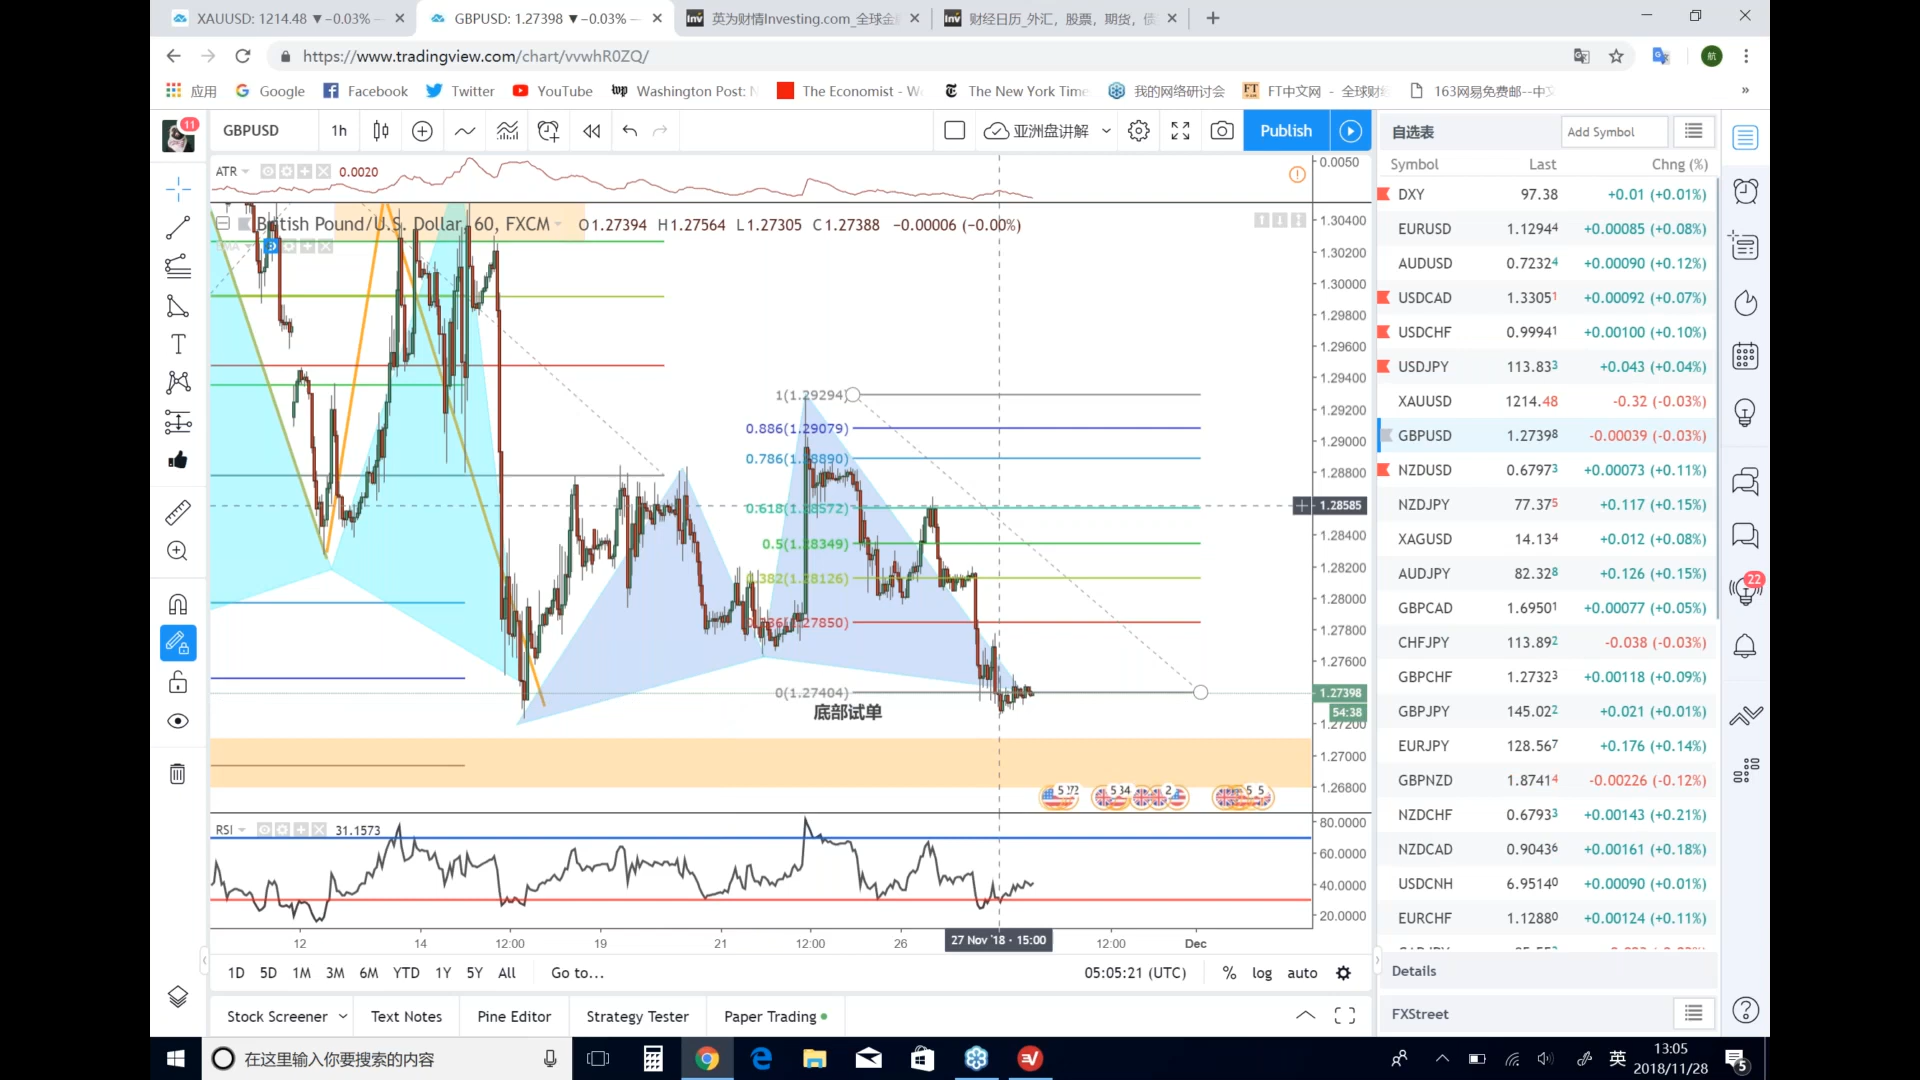 XAUUSD: 1214.48 ▼−0.03% —
GBPUSD: 1.27398 ▼−0.03% —
英为财情Investing.com_全球金
财经日历_外汇，股票，期货，债
https://www.tradingview.com/chart/vvwhR0ZQ/
应用 Google Facebook Twitter YouTube Washington Post: The Economist - W The New York Time 我的网络研讨会 FT中文网 - 全球财 163网易免费邮--中文 »
11 GBPUSD 1h 亚洲盘讲解 Publish 自选表 Add Symbol
Symbol Last Chng (%)
ATR 0.0020
British Pound/U.S. Dollar, 60, FXCM O1.27394 H1.27564 L1.27305 C1.27388 −0.00006 (−0.00%)
0.0050
1.30400
1.30200
1.30000
1.29800
1.29600
1.29400
1.29200
1.29000
1.28800
1.28585
1.28400
1.28200
1.28000
1.27800
1.27600
1.27398
54:38
1.27200
1.27000
1.26800
1(1.29294)
0.886(1.29079)
0.786(1.28890)
0.618(1.28572)
0.5(1.28349)
0.382(1.28126)
0(1.27404)
底部试单
RSI 31.1573
80.0000
60.0000
40.0000
20.0000
12 14 12:00 19 21 12:00 26 27 Nov '18 - 15:00 12:00 Dec
1D 5D 1M 3M 6M YTD 1Y 5Y All Go to... 05:05:21 (UTC) % log auto
Stock Screener Text Notes Pine Editor Strategy Tester Paper Trading
DXY 97.38 +0.01 (+0.01%)
EURUSD 1.12944 +0.00085 (+0.08%)
AUDUSD 0.72324 +0.00090 (+0.12%)
USDCAD 1.33051 +0.00092 (+0.07%)
USDCHF 0.99941 +0.00100 (+0.10%)
USDJPY 113.833 +0.043 (+0.04%)
XAUUSD 1214.48 -0.32 (-0.03%)
GBPUSD 1.27398 -0.00039 (-0.03%)
NZDUSD 0.67973 +0.00073 (+0.11%)
NZDJPY 77.375 +0.117 (+0.15%)
XAGUSD 14.134 +0.012 (+0.08%)
AUDJPY 82.328 +0.126 (+0.15%)
GBPCAD 1.69501 +0.00077 (+0.05%)
CHFJPY 113.892 -0.038 (-0.03%)
GBPCHF 1.27323 +0.00118 (+0.09%)
GBPJPY 145.022 +0.021 (+0.01%)
EURJPY 128.567 +0.176 (+0.14%)
GBPNZD 1.87414 -0.00226 (-0.12%)
NZDCHF 0.67933 +0.00143 (+0.21%)
NZDCAD 0.90436 +0.00161 (+0.18%)
USDCNH 6.95140 +0.00090 (+0.01%)
EURCHF 1.12880 +0.00124 (+0.11%)
Details
FXStreet
22
在这里输入你要搜索的内容
英
13:05
2018/11/28
5